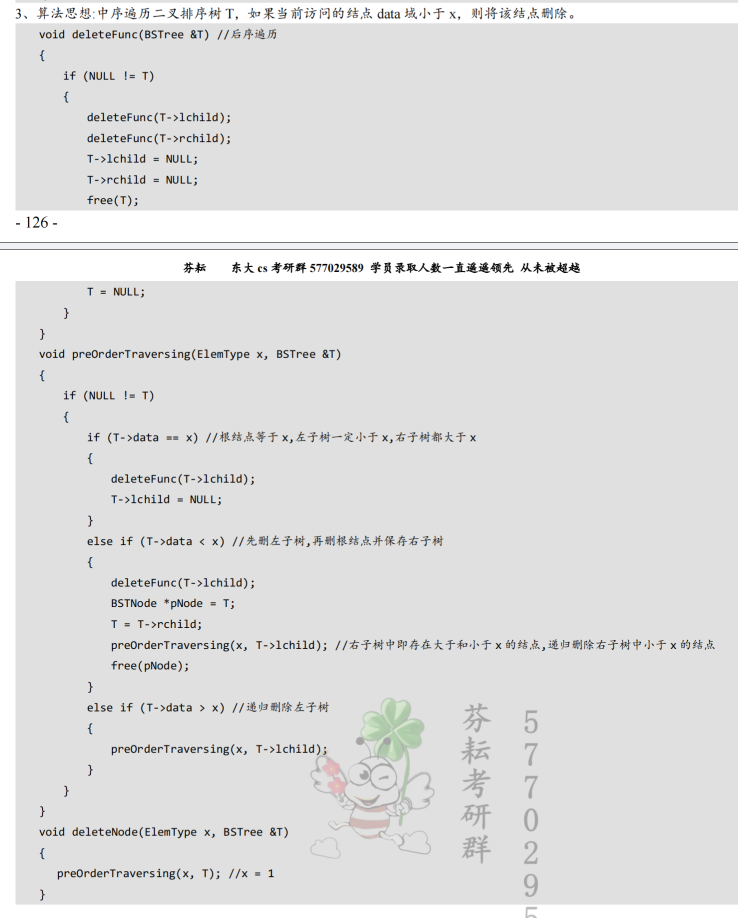 3、算法思想:中序遍历二叉排序树 T，如果当前访问的结点 data 域小于 x，则将该结点删除。
void deleteFunc(BSTree &T) //后序遍历
{
    if (NULL != T)
    {
        deleteFunc(T->lchild);
        deleteFunc(T->rchild);
        T->lchild = NULL;
        T->rchild = NULL;
        free(T);
- 126 -
芬耘 东大 cs 考研群 577029589 学员录取人数一直遥遥领先 从未被超越
        T = NULL;
    }
}
void preOrderTraversing(ElemType x, BSTree &T)
{
    if (NULL != T)
    {
        if (T->data == x) //根结点等于 x,左子树一定小于 x,右子树都大于 x
        {
            deleteFunc(T->lchild);
            T->lchild = NULL;
        }
        else if (T->data < x) //先删左子树,再删根结点并保存右子树
        {
            deleteFunc(T->lchild);
            BSTNode *pNode = T;
            T = T->rchild;
            preOrderTraversing(x, T->lchild); //右子树中即存在大于和小于 x 的结点,递归删除右子树中小于 x 的结点
            free(pNode);
        }
        else if (T->data > x) //递归删除左子树
        {
            preOrderTraversing(x, T->lchild);
        }
    }
}
void deleteNode(ElemType x, BSTree &T)
{
    preOrderTraversing(x, T); //x = 1
}
芬耘考研群
5770295